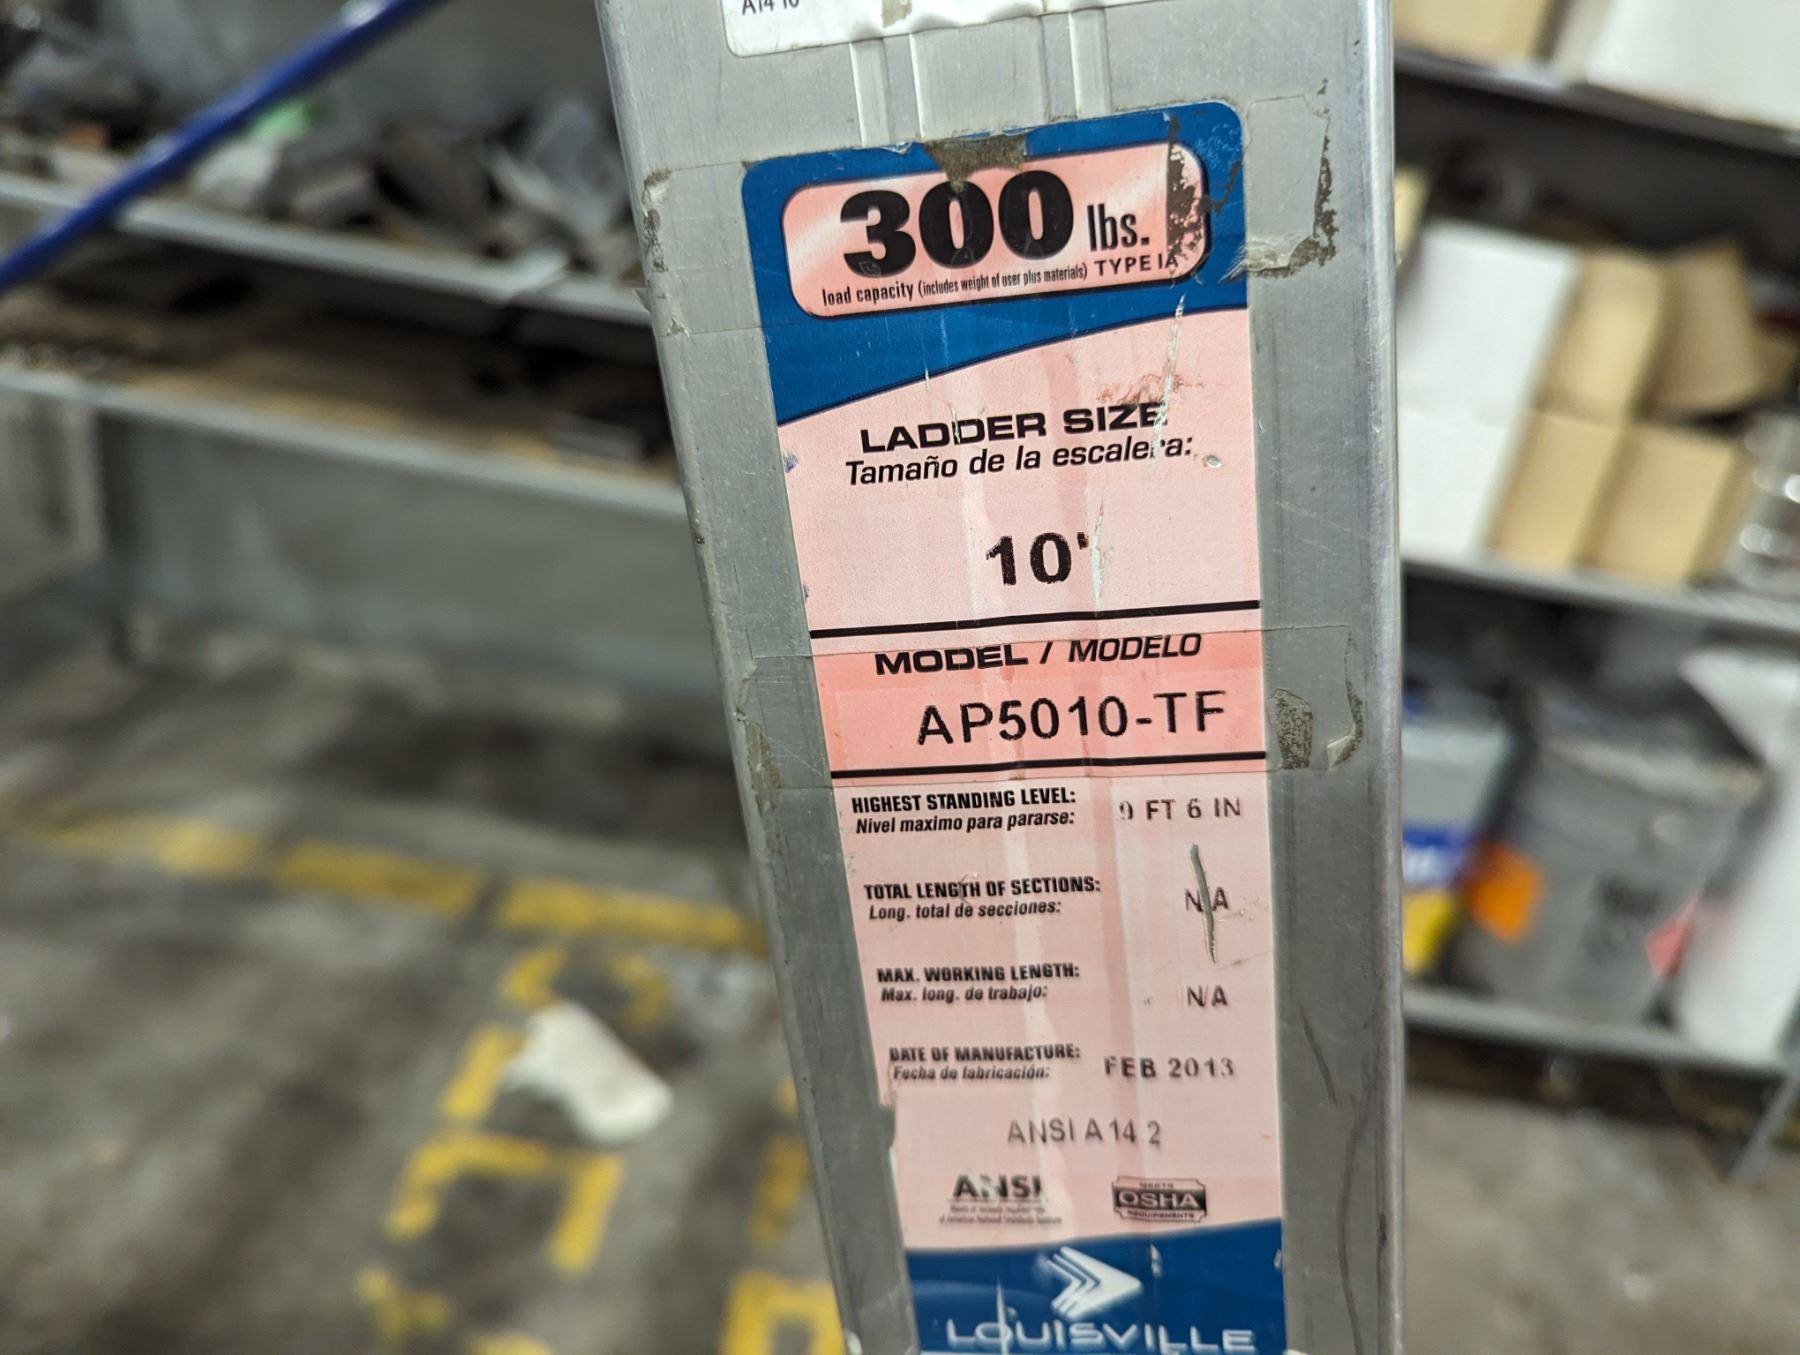 300 lbs.
load capacity (includes weight of user plus materials) TYPE IA
LADDER SIZE
Tamaño de la escalera:
10'
MODEL / MODELO
AP5010-TF
HIGHEST STANDING LEVEL: 9 FT 6 IN
Nivel maximo para pararse:
TOTAL LENGTH OF SECTIONS: N/A
Long. total de secciones:
MAX. WORKING LENGTH:
Max. long. de trabajo: N/A
DATE OF MANUFACTURE: FEB 2013
Fecha de fabricación:
ANSI A 14 2
ANSI
MEETS
OSHA
REQUIREMENTS
LOUISVILLE